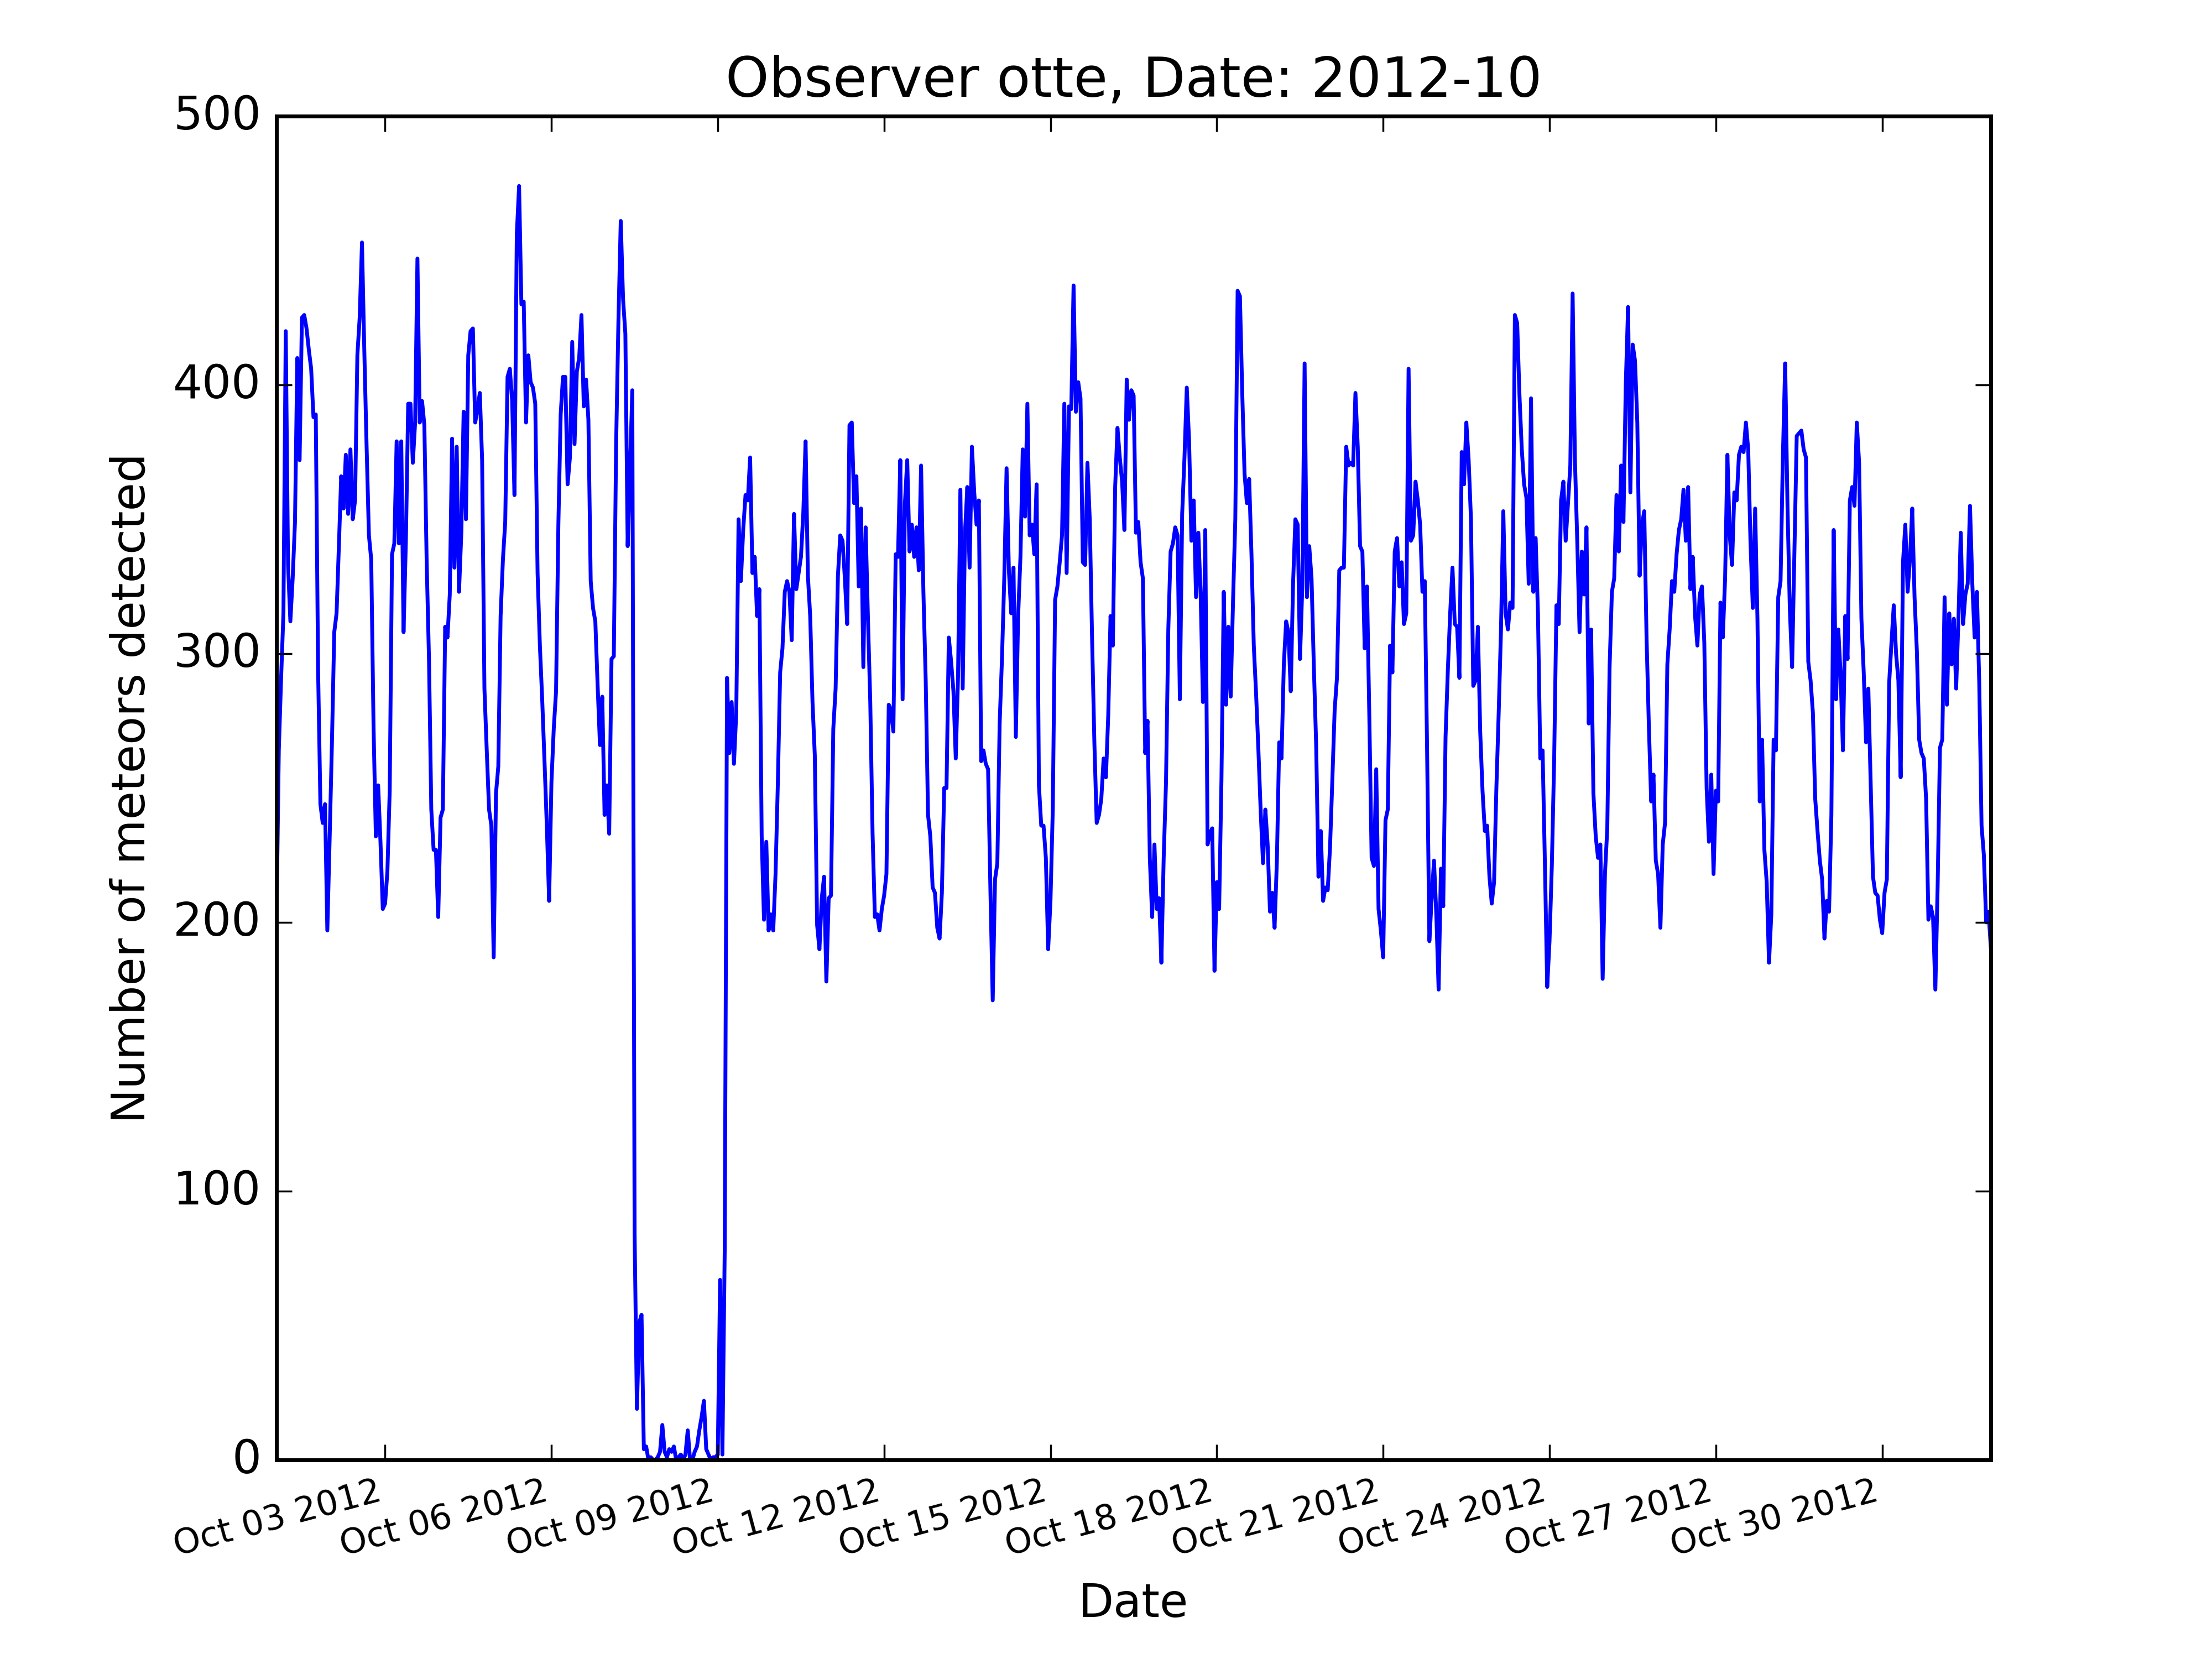 Observer otte, Date: 2012-10
500
400
300
200
100
0
Number of meteors detected
Oct 03 2012
Oct 06 2012
Oct 09 2012
Oct 12 2012
Oct 15 2012
Oct 18 2012
Oct 21 2012
Oct 24 2012
Oct 27 2012
Oct 30 2012
Date